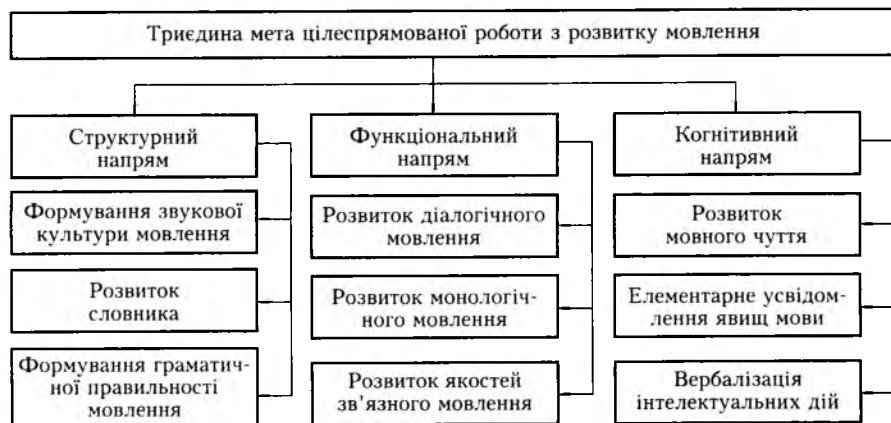 Триєдина мета цілеспрямованої роботи з розвитку мовлення
Структурний
напрям
Функціональний
напрям
Когнітивний
напрям
Формування звукової
культури мовлення
Розвиток діалогічного
мовлення
Розвиток
мовного чуття
Розвиток
словника
Розвиток монологіч-
ного мовлення
Елементарне усвідом-
лення явищ мови
Формування граматич-
ної правильності
мовлення
Розвиток якостей
зв'язного мовлення
Вербалізація
інтелектуальних дій